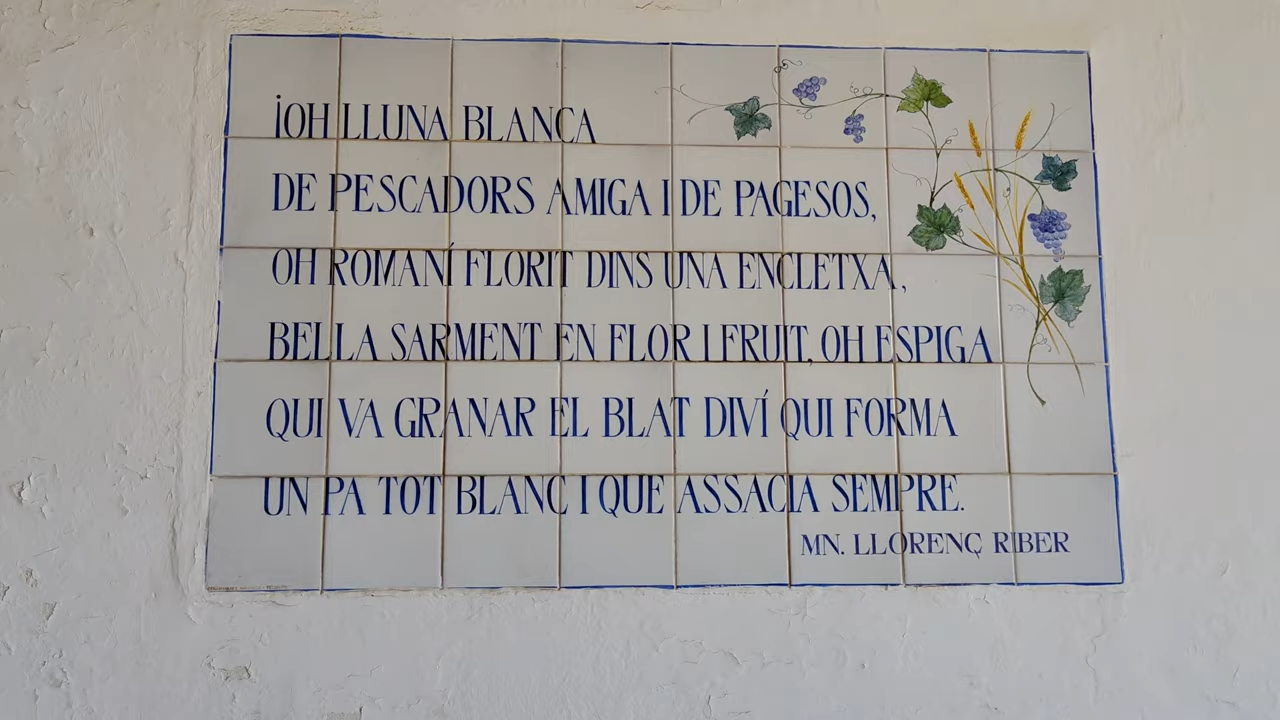 ¡OH LLUNA BLANCA
DE PESCADORS AMIGA I DE PAGESOS,
OH ROMANÍ FLORIT DINS UNA ENCLETXA,
BELLA SARMENT EN FLOR I FRUIT, OH ESPIGA
QUI VA GRANAR EL BLAT DIVÍ QUI FORMA
UN PA TOT BLANC I QUE ASSACIA SEMPRE.
MN. LLORENÇ RIBER